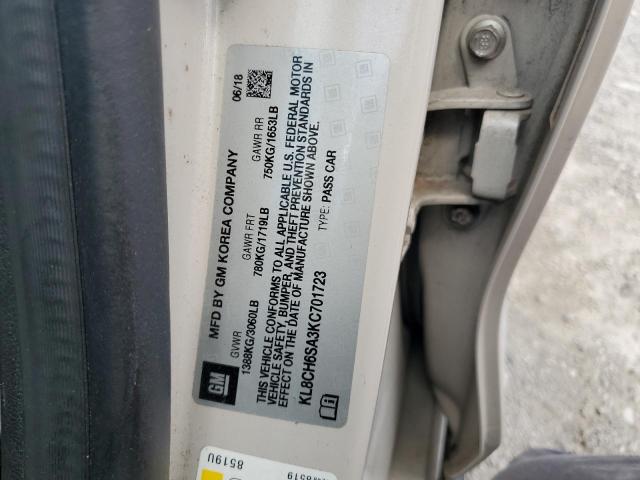 MFD BY GM KOREA COMPANY
06/18
GVWR
GAWR FRT
GAWR RR
1388KG/3060LB
780KG/1719LB
750KG/1653LB
THIS VEHICLE CONFORMS TO ALL APPLICABLE U.S. FEDERAL MOTOR
VEHICLE SAFETY, BUMPER, AND THEFT PREVENTION STANDARDS IN
EFFECT ON THE DATE OF MANUFACTURE SHOWN ABOVE.
KL8CH6SA3KC701723
TYPE: PASS CAR
GM
8519U
8519